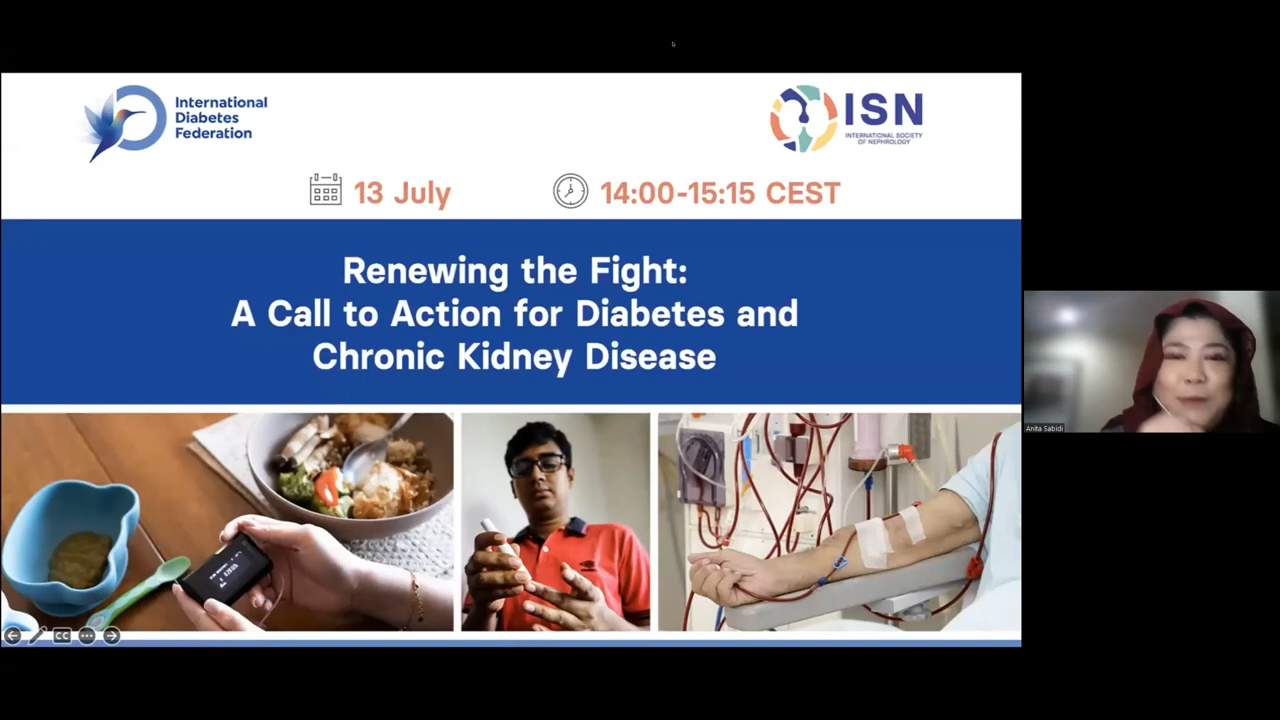 International
Diabetes
Federation
ISN
INTERNATIONAL SOCIETY
OF NEPHROLOGY
13 July
14:00-15:15 CEST
Renewing the Fight:
A Call to Action for Diabetes and
Chronic Kidney Disease
Anita Sabidi
CC